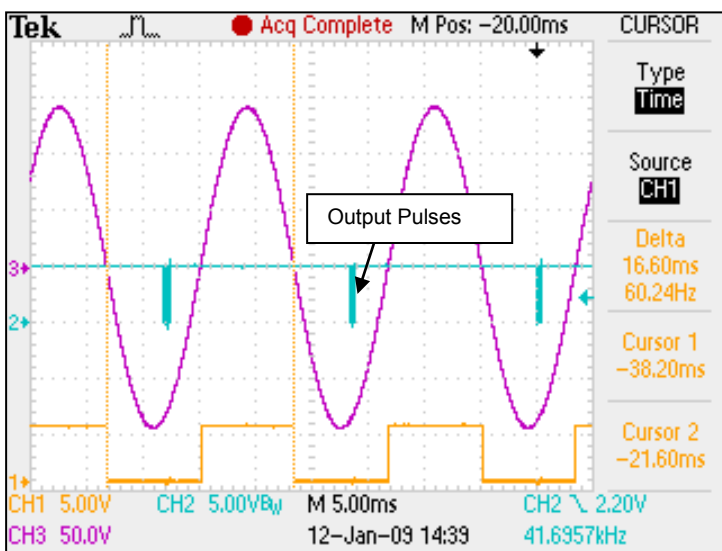 Tek Acq Complete M Pos: −20.00ms CURSOR
Type
Time
Source
CH1
Output Pulses
Delta
16.60ms
60.24Hz
3
2
Cursor 1
−38.20ms
Cursor 2
−21.60ms
1
CH1 5.00V CH2 5.00VBW M 5.00ms CH2 2.20V
CH3 50.0V 12−Jan−09 14:39 41.6957kHz